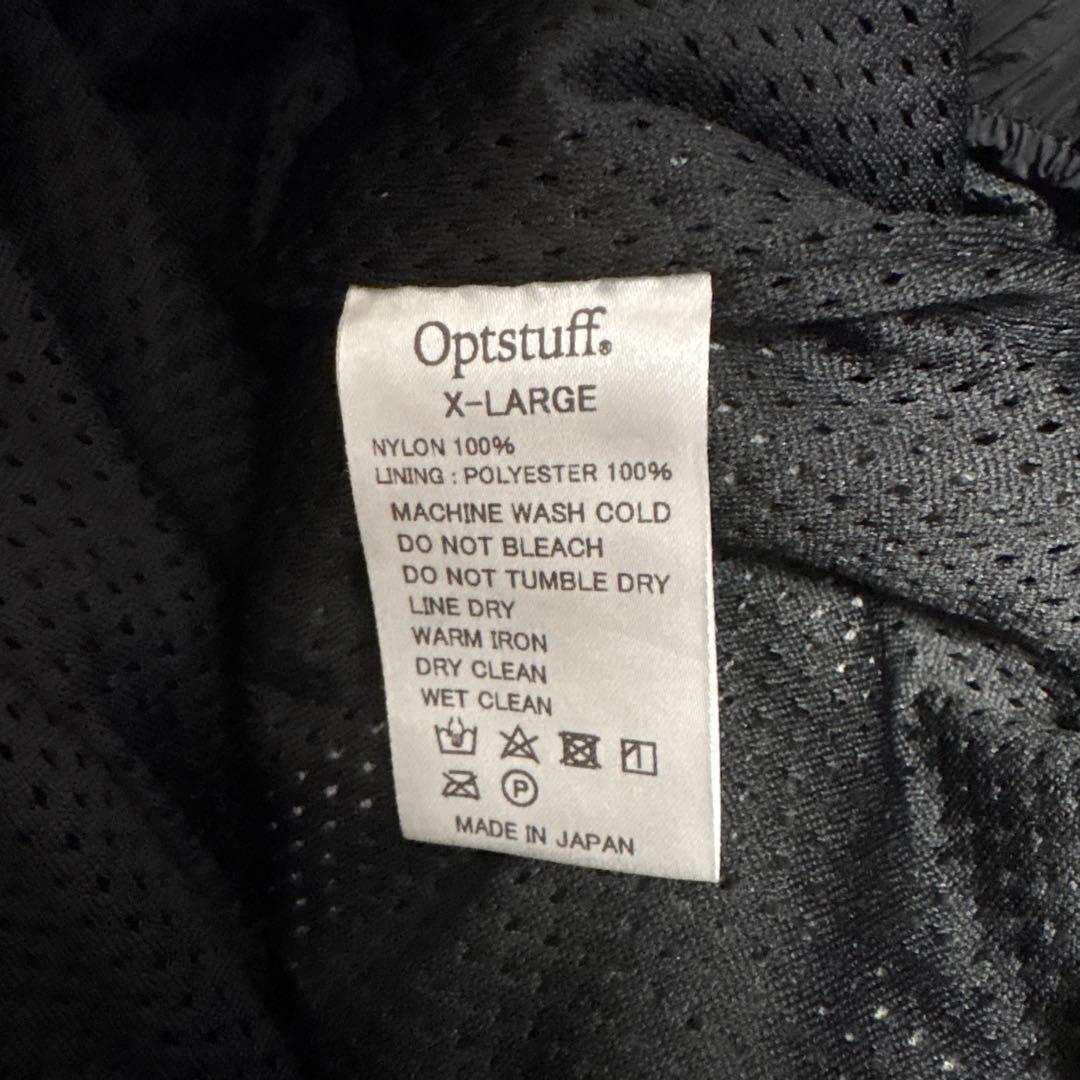 Optstuff®
X-LARGE
NYLON 100%
LINING : POLYESTER 100%
MACHINE WASH COLD
DO NOT BLEACH
DO NOT TUMBLE DRY
LINE DRY
WARM IRON
DRY CLEAN
WET CLEAN
P
MADE IN JAPAN